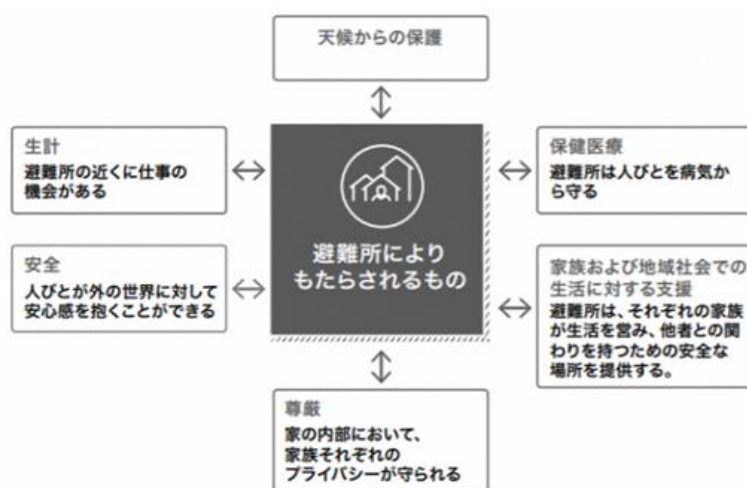 天候からの保護
生計
避難所の近くに仕事の
機会がある
保健医療
避難所は人びとを病気か
ら守る
避難所により
もたらされるもの
安全
人びとが外の世界に対して
安心感を抱くことができる
家族および地域社会での
生活に対する支援
避難所は、それぞれの家族
が生活を営み、他者との関
わりを持つための安全な
場所を提供する。
尊厳
家の内部において、
家族それぞれの
プライバシーが守られる